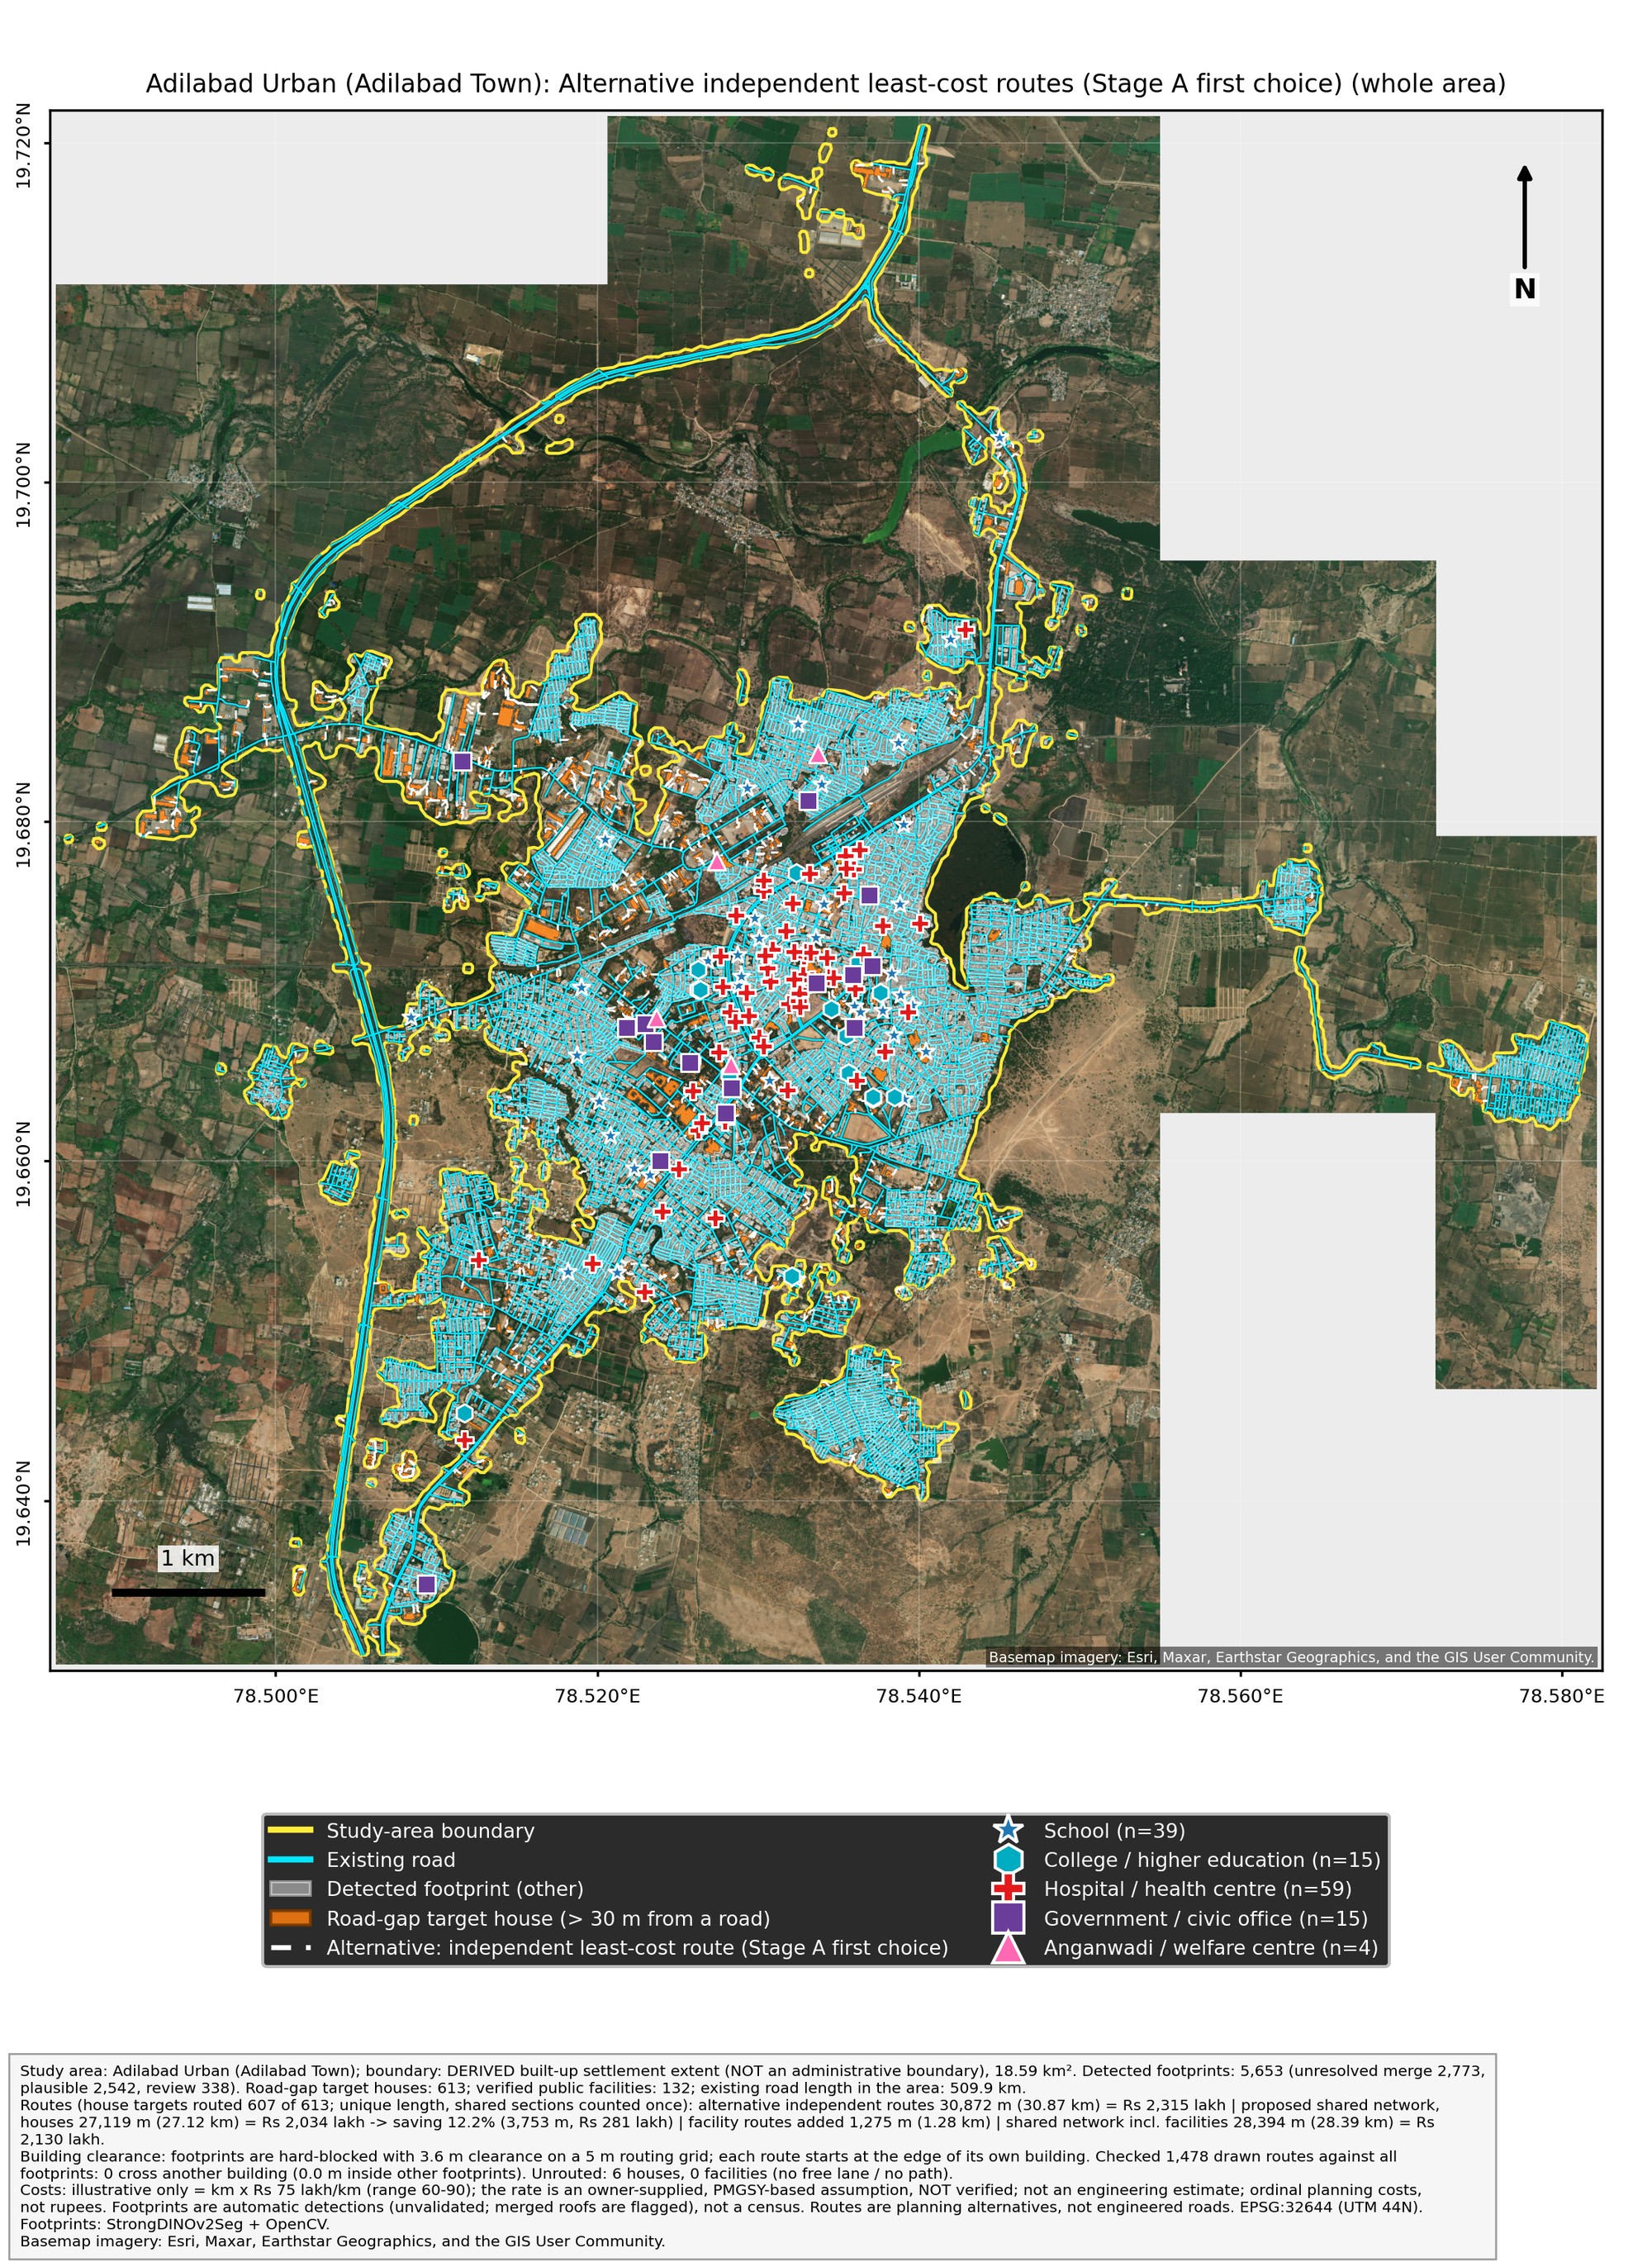 Adilabad Urban (Adilabad Town): Alternative independent least-cost routes (Stage A first choice) (whole area)
19.720°N
19.700°N
19.680°N
19.660°N
19.640°N
N
1 km
Basemap imagery: Esri, Maxar, Earthstar Geographics, and the GIS User Community.
78.500°E
78.520°E
78.540°E
78.560°E
78.580°E
Study-area boundary
Existing road
Detected footprint (other)
Road-gap target house (> 30 m from a road)
Alternative: independent least-cost route (Stage A first choice)
School (n=39)
College / higher education (n=15)
Hospital / health centre (n=59)
Government / civic office (n=15)
Anganwadi / welfare centre (n=4)
Study area: Adilabad Urban (Adilabad Town); boundary: DERIVED built-up settlement extent (NOT an administrative boundary), 18.59 km². Detected footprints: 5,653 (unresolved merge 2,773,
plausible 2,542, review 338). Road-gap target houses: 613; verified public facilities: 132; existing road length in the area: 509.9 km.
Routes (house targets routed 607 of 613; unique length, shared sections counted once): alternative independent routes 30,872 m (30.87 km) = Rs 2,315 lakh | proposed shared network,
houses 27,119 m (27.12 km) = Rs 2,034 lakh -> saving 12.2% (3,753 m, Rs 281 lakh) | facility routes added 1,275 m (1.28 km) | shared network incl. facilities 28,394 m (28.39 km) = Rs
2,130 lakh.
Building clearance: footprints are hard-blocked with 3.6 m clearance on a 5 m routing grid; each route starts at the edge of its own building. Checked 1,478 drawn routes against all
footprints: 0 cross another building (0.0 m inside other footprints). Unrouted: 6 houses, 0 facilities (no free lane / no path).
Costs: illustrative only = km x Rs 75 lakh/km (range 60-90); the rate is an owner-supplied, PMGSY-based assumption, NOT verified; not an engineering estimate; ordinal planning costs,
not rupees. Footprints are automatic detections (unvalidated; merged roofs are flagged), not a census. Routes are planning alternatives, not engineered roads. EPSG:32644 (UTM 44N).
Footprints: StrongDINOv2Seg + OpenCV.
Basemap imagery: Esri, Maxar, Earthstar Geographics, and the GIS User Community.